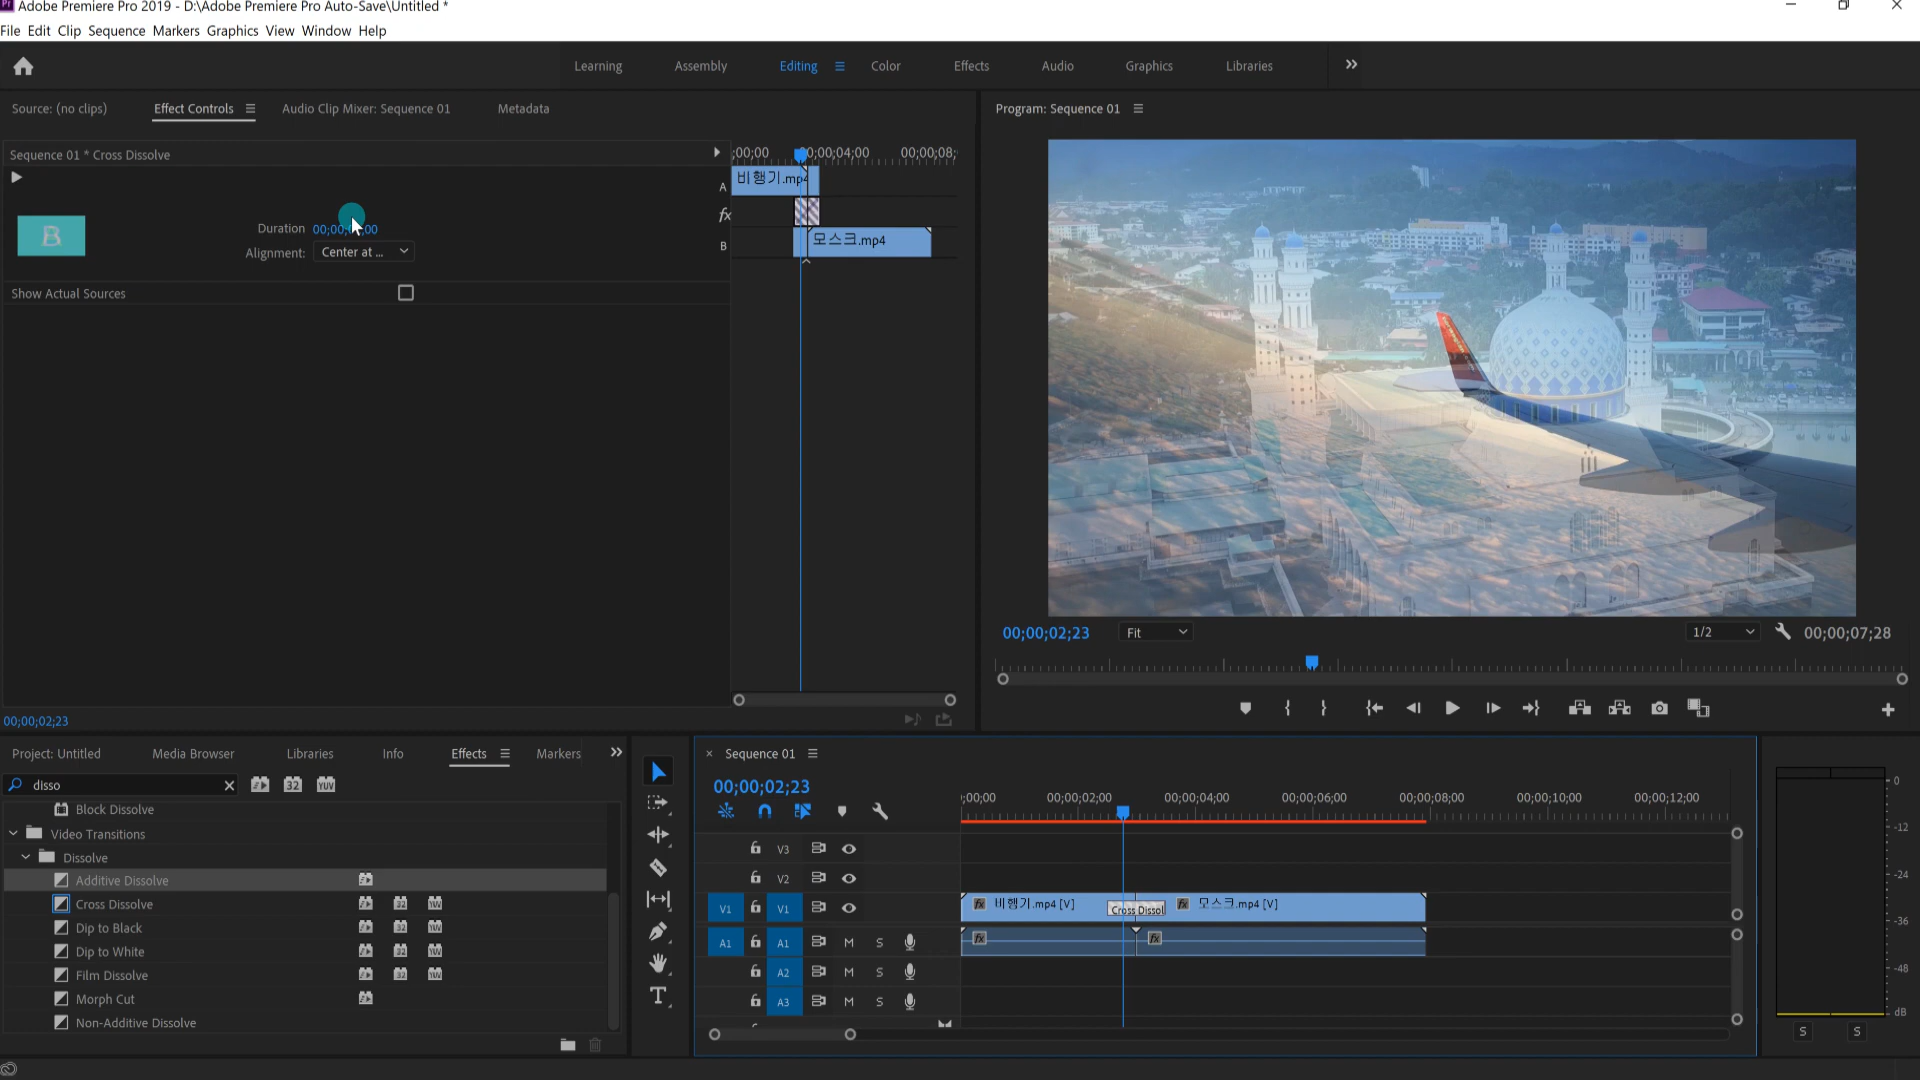 Adobe Premiere Pro 2019 - D:\Adobe Premiere Pro Auto-Save\Untitled *
File Edit Clip Sequence Markers Graphics View Window Help
Learning Assembly Editing Color Effects Audio Graphics Libraries
Source: (no clips) Effect Controls Audio Clip Mixer: Sequence 01 Metadata
Program: Sequence 01
Sequence 01 * Cross Dissolve
;00;00 00;00;04;00 00;00;08;
A 비행기.mp4
fx
B 모스크.mp4
B
Duration
Alignment: Center at ...
Show Actual Sources
00;00;02;23 Fit 1/2 00;00;07;28
00;00;02;23
Project: Untitled Media Browser Libraries Info Effects Markers
disso
32 YUV
Block Dissolve
Video Transitions
Dissolve
Additive Dissolve
Cross Dissolve
Dip to Black
Dip to White
Film Dissolve
Morph Cut
Non-Additive Dissolve
T
Sequence 01
00;00;02;23
;00;00 00;00;02;00 00;00;04;00 00;00;06;00 00;00;08;00 00;00;10;00 00;00;12;00
V3
V2
V1 V1 fx 비행기.mp4 [V] Cross Dissol fx 모스크.mp4 [V]
A1 A1 M S fx fx
A2 M S
A3 M S
0
-12
-24
-36
-48
dB
S S